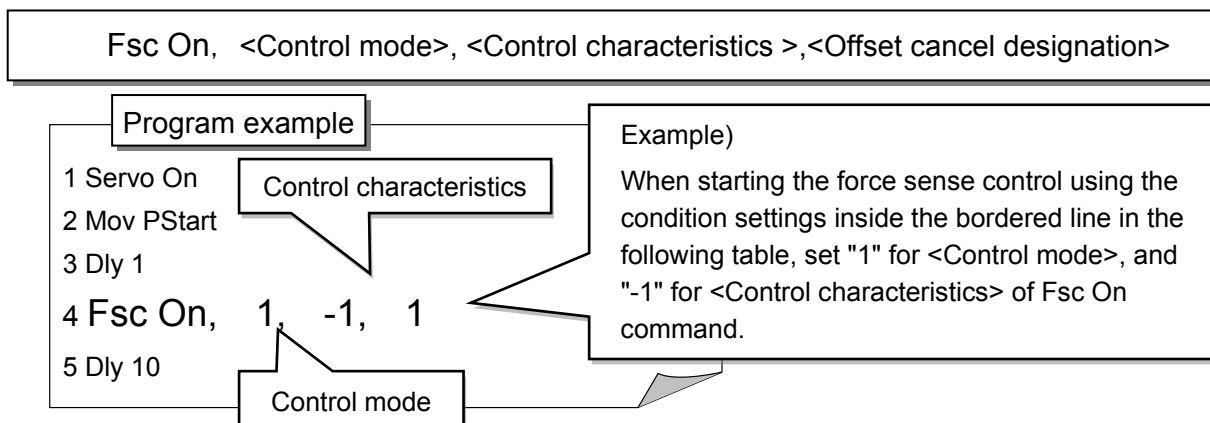 Fsc On, <Control mode>, <Control characteristics >,<Offset cancel designation>
Program example
1 Servo On
2 Mov PStart
3 Dly 1
4 Fsc On, 1, -1, 1
5 Dly 10
Control characteristics
Control mode
Example)
When starting the force sense control using the
condition settings inside the bordered line in the
following table, set "1" for <Control mode>, and
"-1" for <Control characteristics> of Fsc On
command.